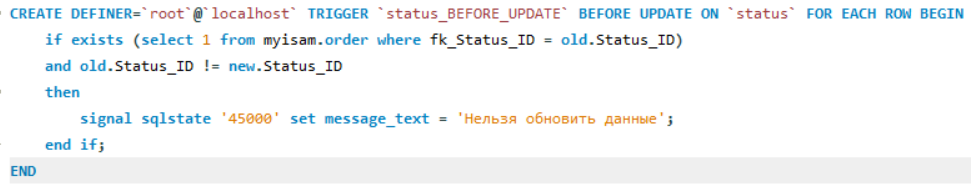 CREATE DEFINER=`root`@`localhost` TRIGGER `status_BEFORE_UPDATE` BEFORE UPDATE ON `status` FOR EACH ROW BEGIN
    if exists (select 1 from myisam.order where fk_Status_ID = old.Status_ID)
    and old.Status_ID != new.Status_ID
    then
        signal sqlstate '45000' set message_text = 'Нельзя обновить данные';
    end if;
END